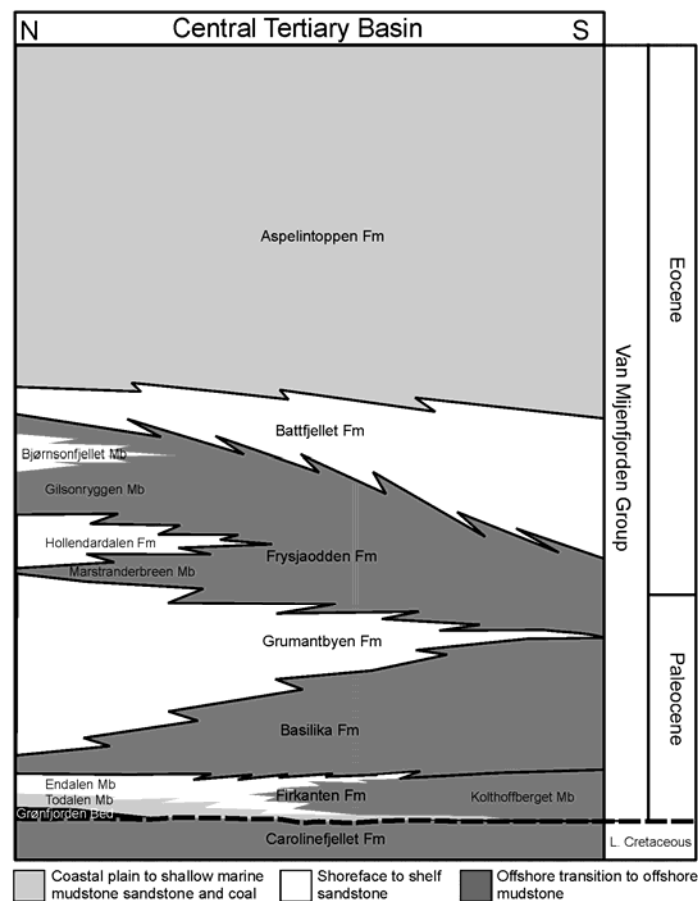 N Central Tertiary Basin S
Aspelintoppen Fm
Battfjellet Fm
Bjørnsonfjellet Mb
Gilsonryggen Mb
Hollendardalen Fm
Frysjaodden Fm
Marstranderbreen Mb
Grumantbyen Fm
Basilika Fm
Endalen Mb
Todalen Mb
Firkanten Fm
Kolthoffberget Mb
Grønfjorden Bed
Carolinefjellet Fm
Van Mijenfjorden Group
Eocene
Paleocene
L. Cretaceous
Coastal plain to shallow marine
mudstone sandstone and coal
Shoreface to shelf
sandstone
Offshore transition to offshore
mudstone